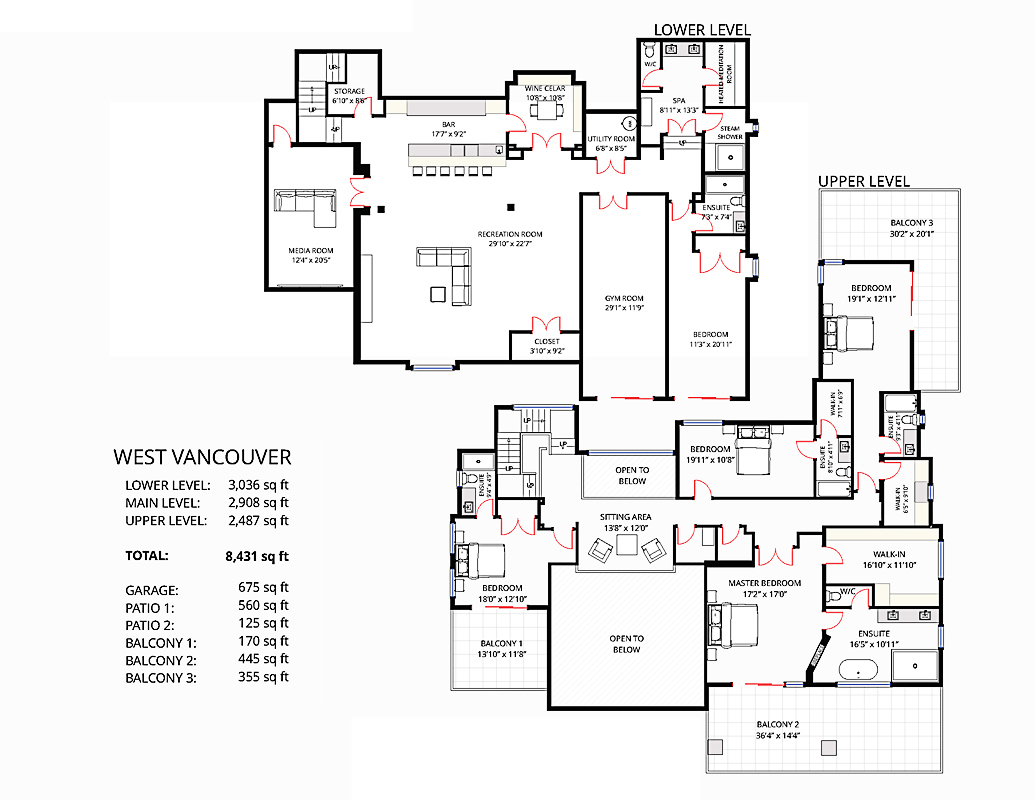 LOWER LEVEL
UP
STORAGE
6'10" x 8'6"
UP
UP
BAR
17'7" x 9'2"
WINE CELAR
10'8" x 10'8"
UTILITY ROOM
6'8" x 8'5"
W/C
HEATED MEDITATION
ROOM
SPA
8'11" x 13'3"
STEAM
SHOWER
UP
ENSUITE
7'3" x 7'4"
RECREATION ROOM
29'10" x 22'7"
MEDIA ROOM
12'4" x 20'5"
GYM ROOM
29'1" x 11'9"
BEDROOM
11'3" x 20'11"
CLOSET
3'10" x 9'2"
UPPER LEVEL
BALCONY 3
30'2" x 20'1"
BEDROOM
19'1" x 12'11"
WALK-IN
7'11" x 6'9"
ENSUITE
9'3" x 4'11"
UP
UP
UP
UP
BEDROOM
19'11" x 10'8"
ENSUITE
8'10" x 4'11"
OPEN TO
BELOW
ENSUITE
9'4" x 4'9"
WALK-IN
6'5" x 9'10"
SITTING AREA
13'8" x 12'0"
WALK-IN
16'10" x 11'10"
MASTER BEDROOM
17'2" x 17'0"
BEDROOM
18'0" x 12'10"
W/C
ENSUITE
16'5" x 10'11"
BALCONY 1
13'10" x 11'8"
OPEN TO
BELOW
BALCONY 2
36'4" x 14'4"
WEST VANCOUVER
LOWER LEVEL: 3,036 sq ft
MAIN LEVEL: 2,908 sq ft
UPPER LEVEL: 2,487 sq ft
TOTAL: 8,431 sq ft
GARAGE: 675 sq ft
PATIO 1: 560 sq ft
PATIO 2: 125 sq ft
BALCONY 1: 170 sq ft
BALCONY 2: 445 sq ft
BALCONY 3: 355 sq ft